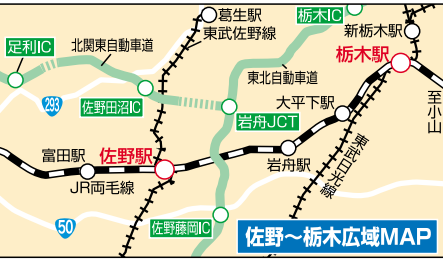 葛生駅
栃木IC
新栃木駅
足利IC
北関東自動車道
東武佐野線
栃木駅
東北自動車道
293
佐野田沼IC
大平下駅
至小山
岩舟JCT
富田駅
佐野駅
岩舟駅
東武日光線
JR両毛線
50
佐野藤岡IC
佐野〜栃木広域MAP